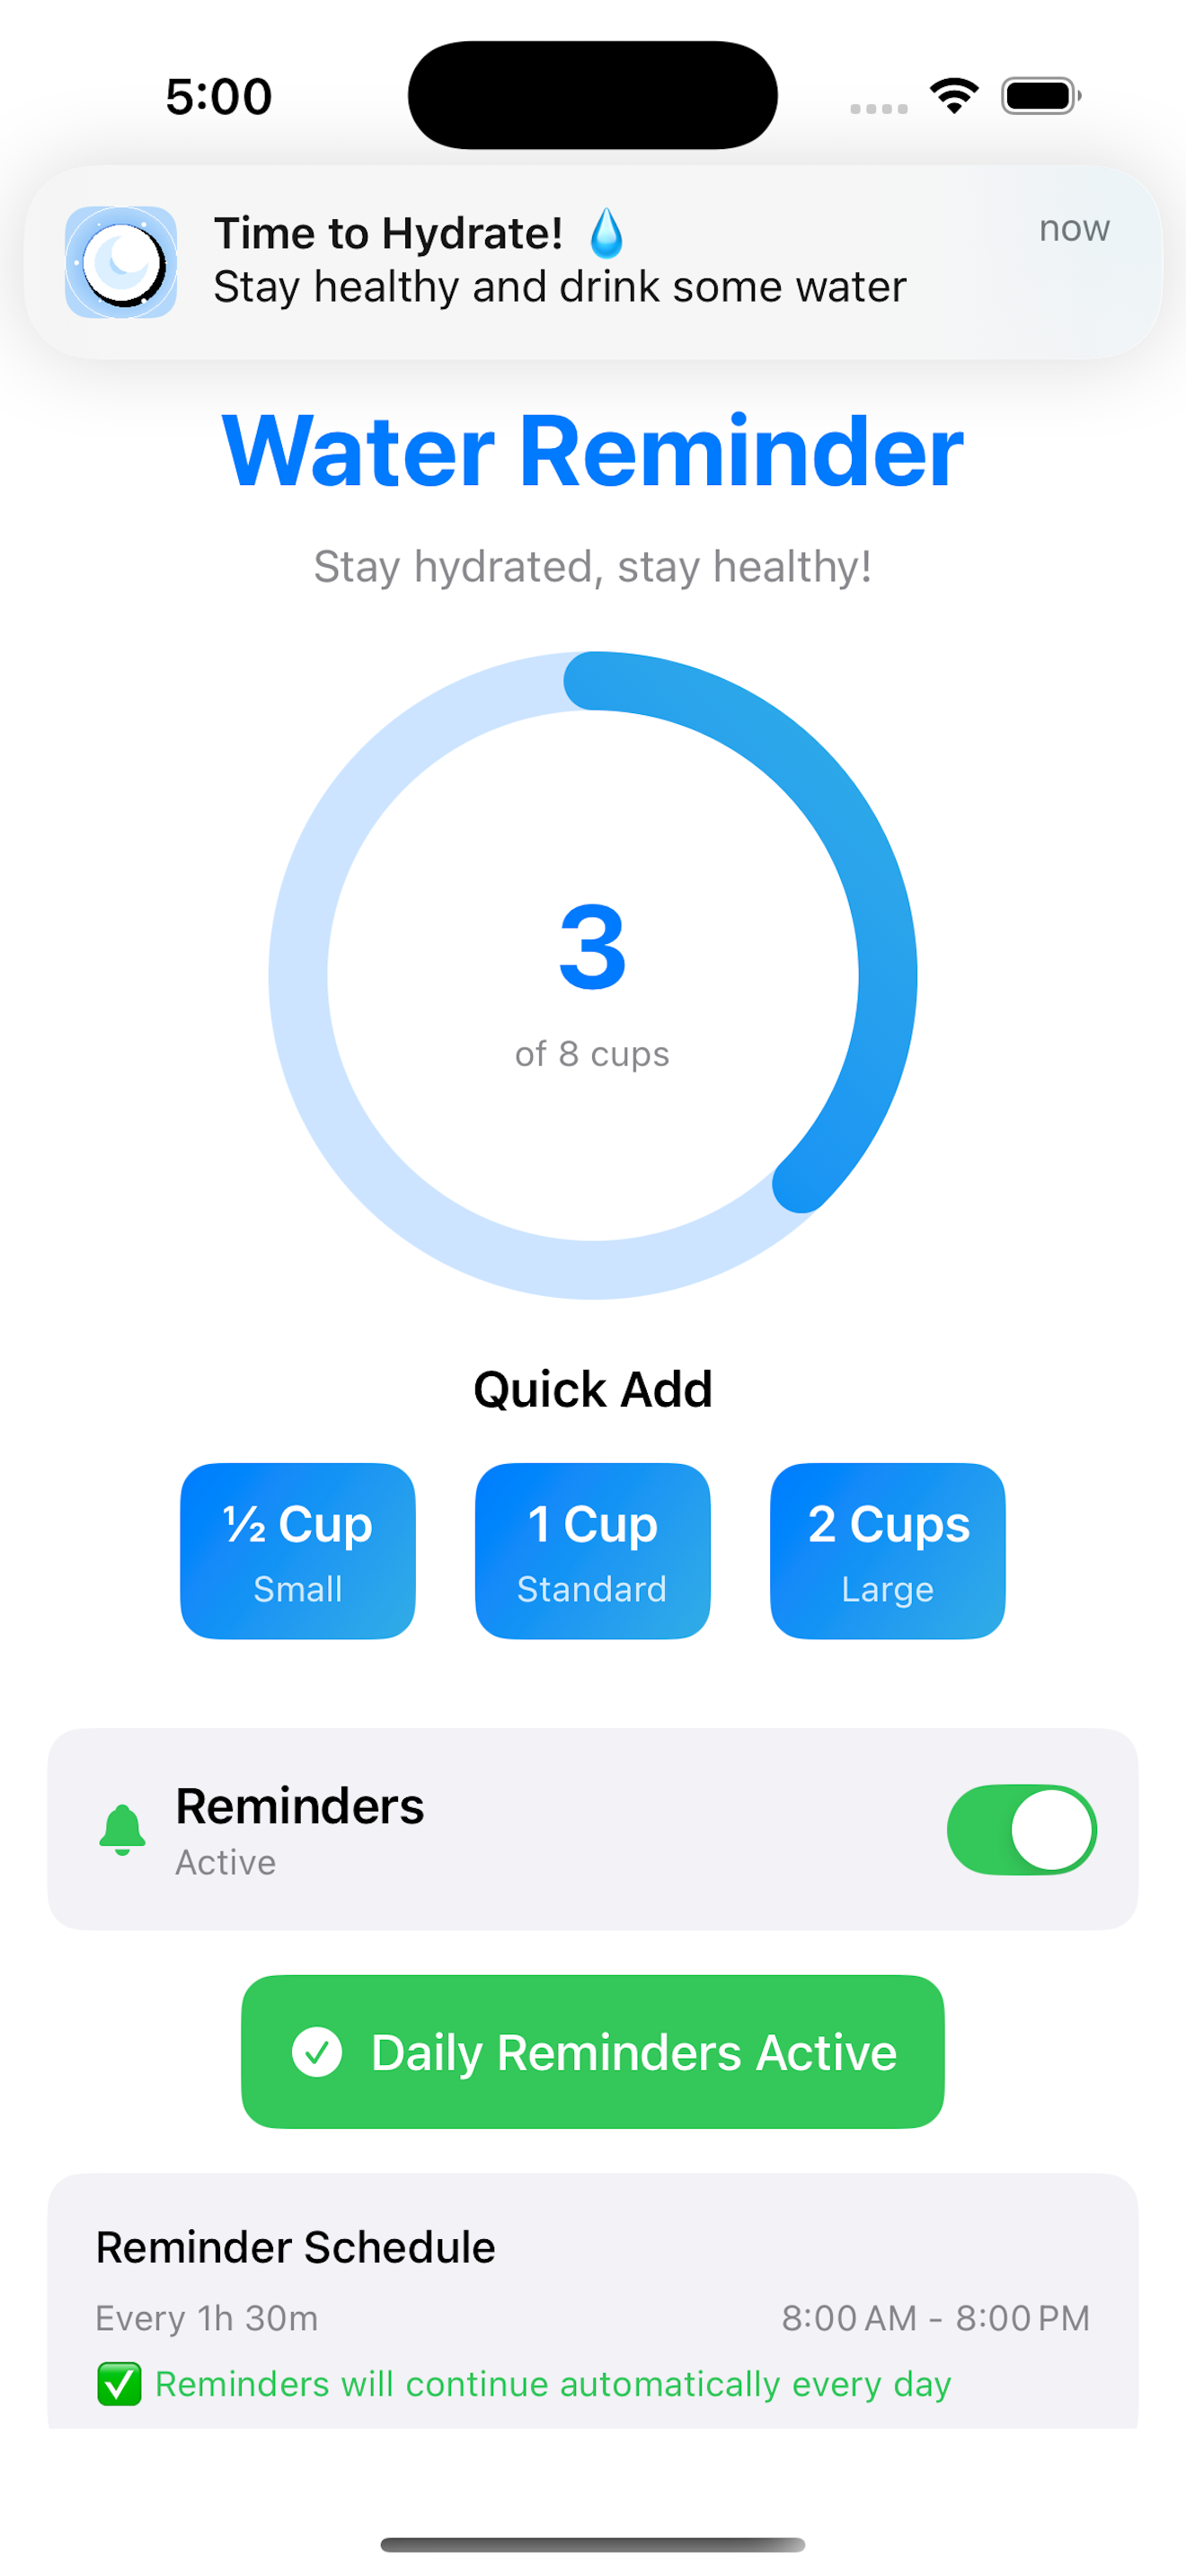 5:00
Time to Hydrate! 💧
now
Stay healthy and drink some water
Water Reminder
Stay hydrated, stay healthy!
3
of 8 cups
Quick Add
½ Cup
Small
1 Cup
Standard
2 Cups
Large
Reminders
Active
Daily Reminders Active
Reminder Schedule
Every 1h 30m
8:00 AM - 8:00 PM
✅ Reminders will continue automatically every day